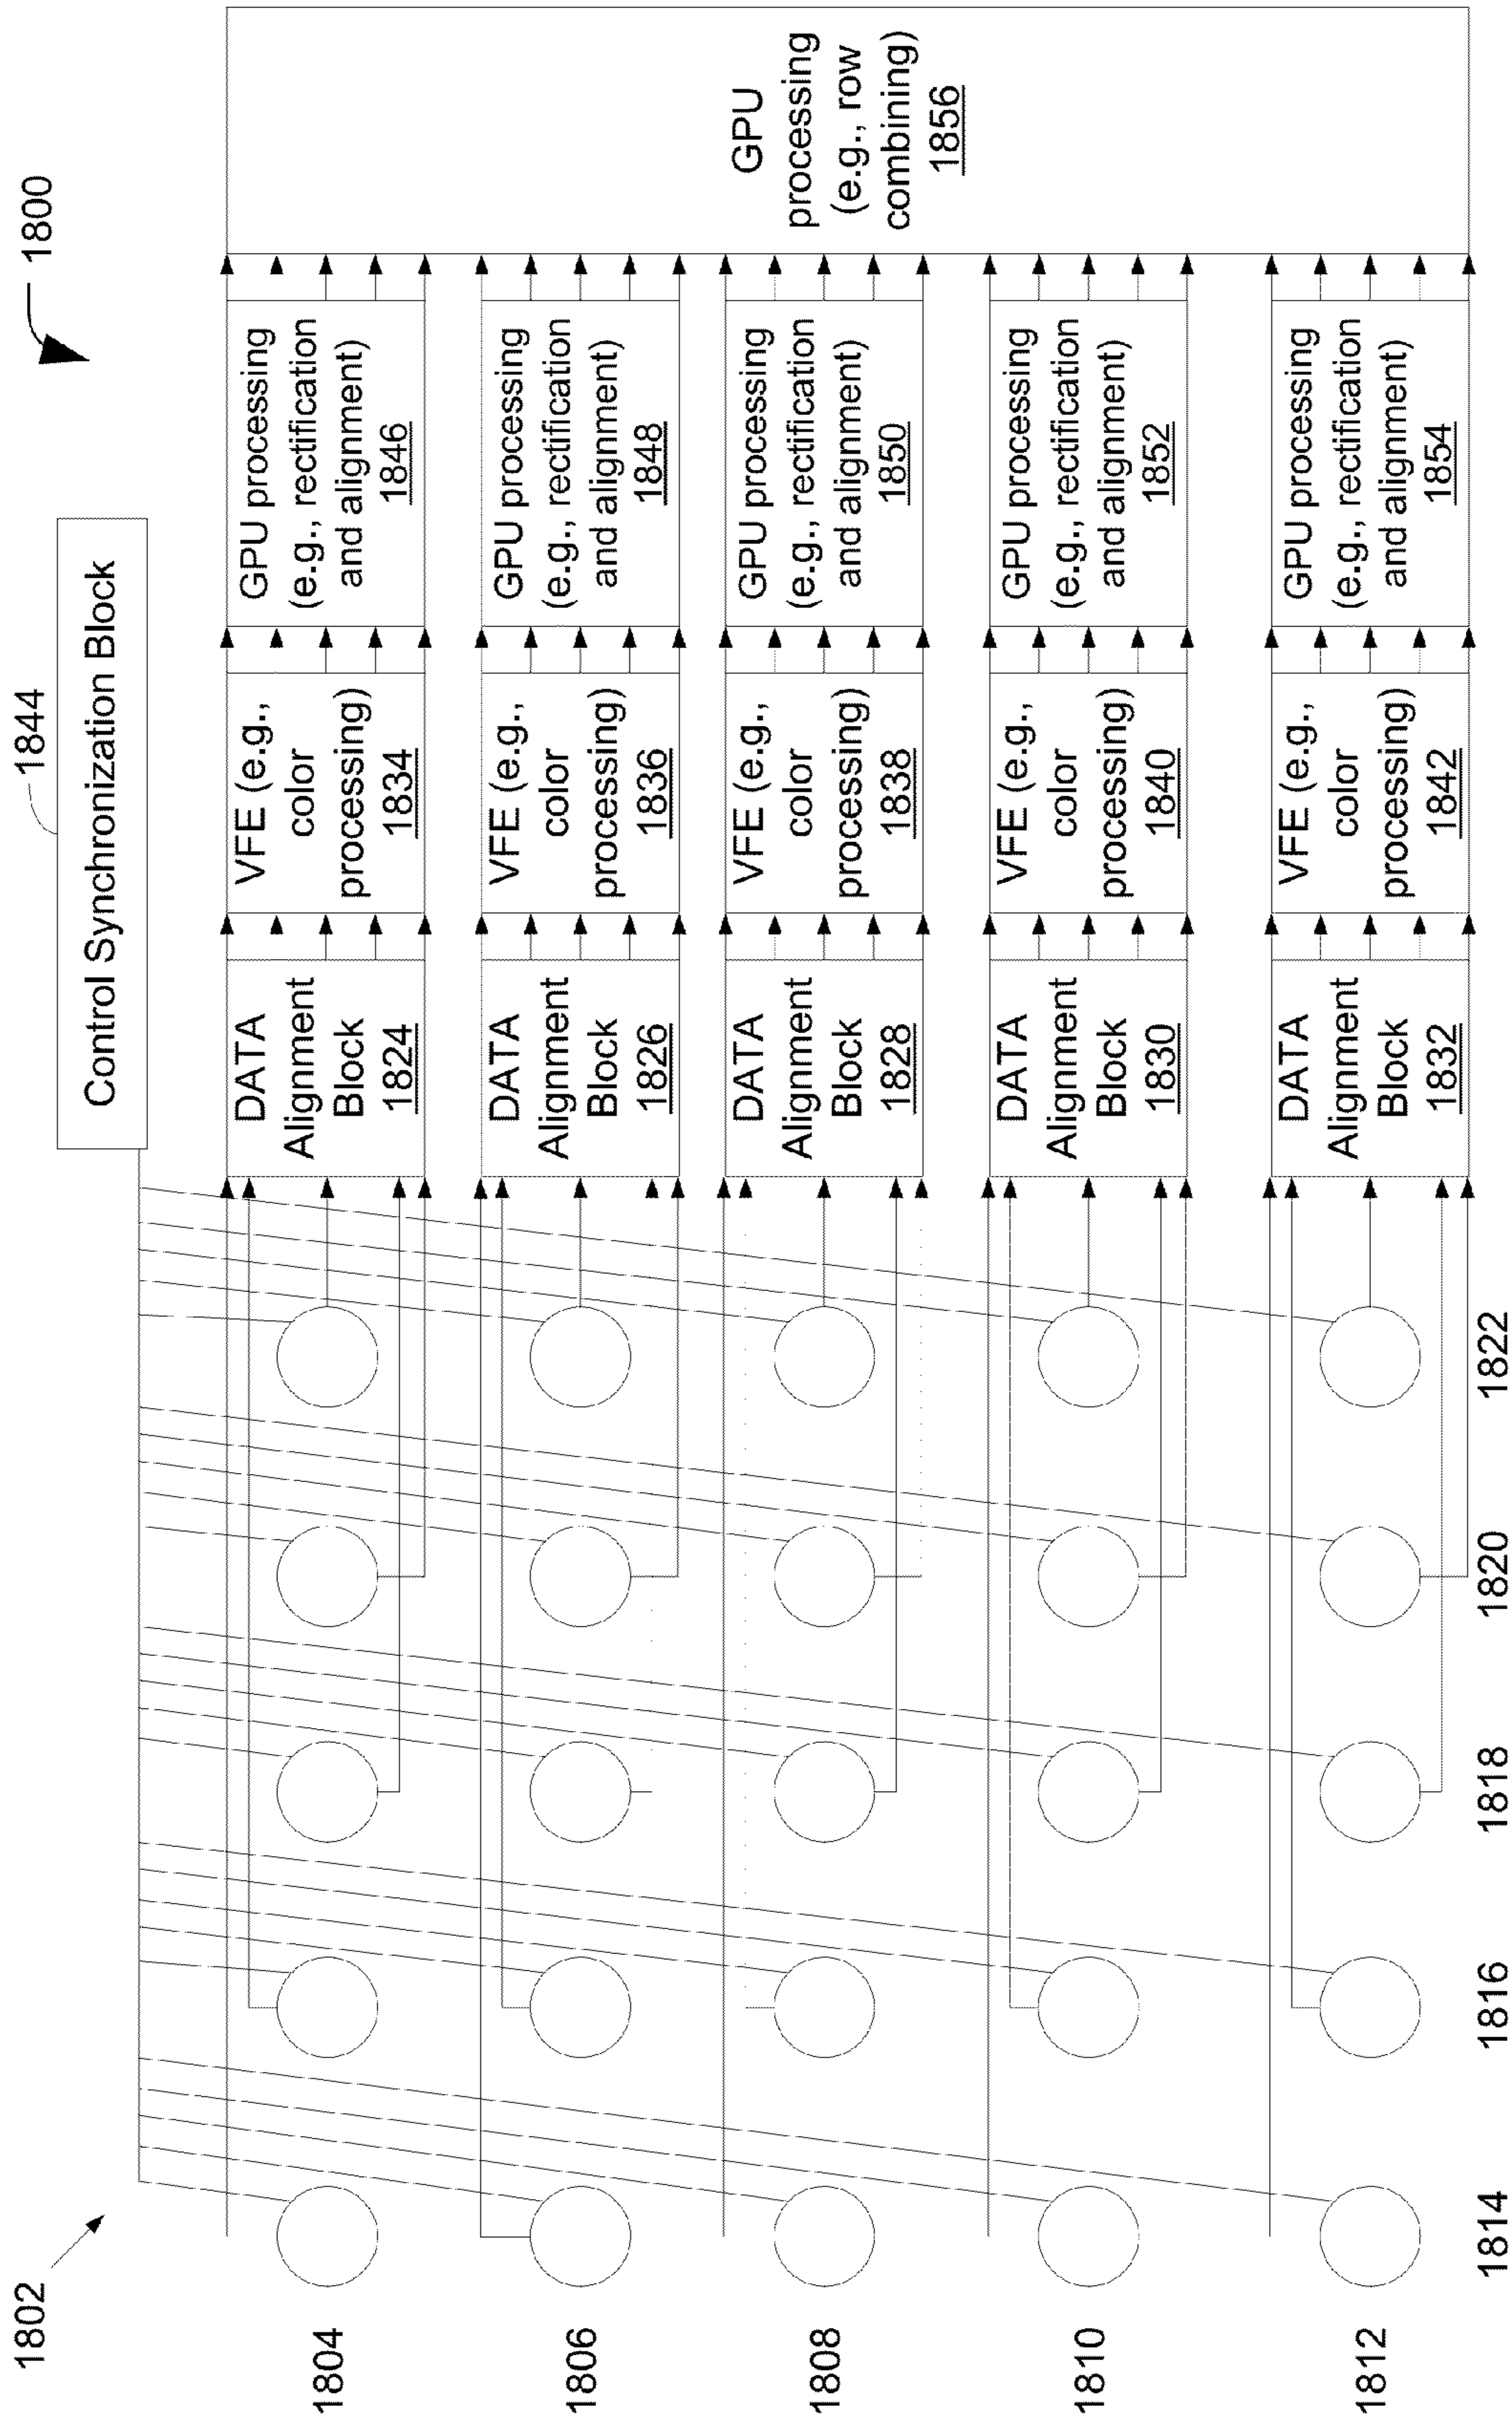 1800
1802
1844
Control Synchronization Block
1804
DATA
Alignment
Block
1824
VFE (e.g.,
color
processing)
1834
GPU processing
(e.g., rectification
and alignment)
1846
1806
DATA
Alignment
Block
1826
VFE (e.g.,
color
processing)
1836
GPU processing
(e.g., rectification
and alignment)
1848
1808
DATA
Alignment
Block
1828
VFE (e.g.,
color
processing)
1838
GPU processing
(e.g., rectification
and alignment)
1850
1810
DATA
Alignment
Block
1830
VFE (e.g.,
color
processing)
1840
GPU processing
(e.g., rectification
and alignment)
1852
1812
DATA
Alignment
Block
1832
VFE (e.g.,
color
processing)
1842
GPU processing
(e.g., rectification
and alignment)
1854
GPU
processing
(e.g., row
combining)
1856
1814
1816
1818
1820
1822